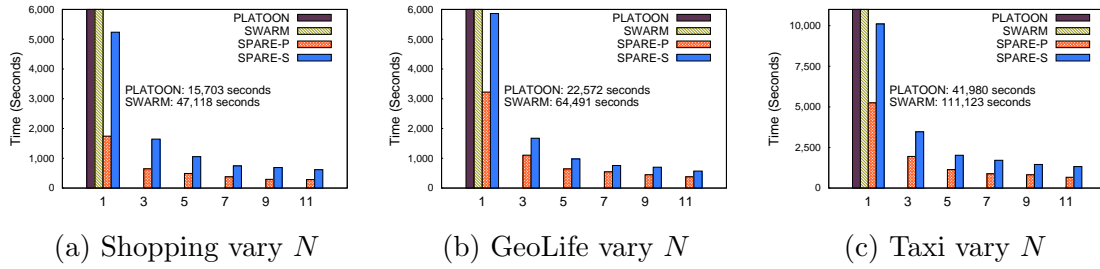 6,000
5,000
4,000
3,000
2,000
1,000
0
Time (Seconds)
PLATOON
SWARM
SPARE-P
SPARE-S
PLATOON: 15,703 seconds
SWARM: 47,118 seconds
1 3 5 7 9 11
(a) Shopping vary N
6,000
5,000
4,000
3,000
2,000
1,000
0
Time (Seconds)
PLATOON
SWARM
SPARE-P
SPARE-S
PLATOON: 22,572 seconds
SWARM: 64,491 seconds
1 3 5 7 9 11
(b) GeoLife vary N
10,000
7,500
5,000
2,500
0
Time (Seconds)
PLATOON
SWARM
SPARE-P
SPARE-S
PLATOON: 41,980 seconds
SWARM: 111,123 seconds
1 3 5 7 9 11
(c) Taxi vary N